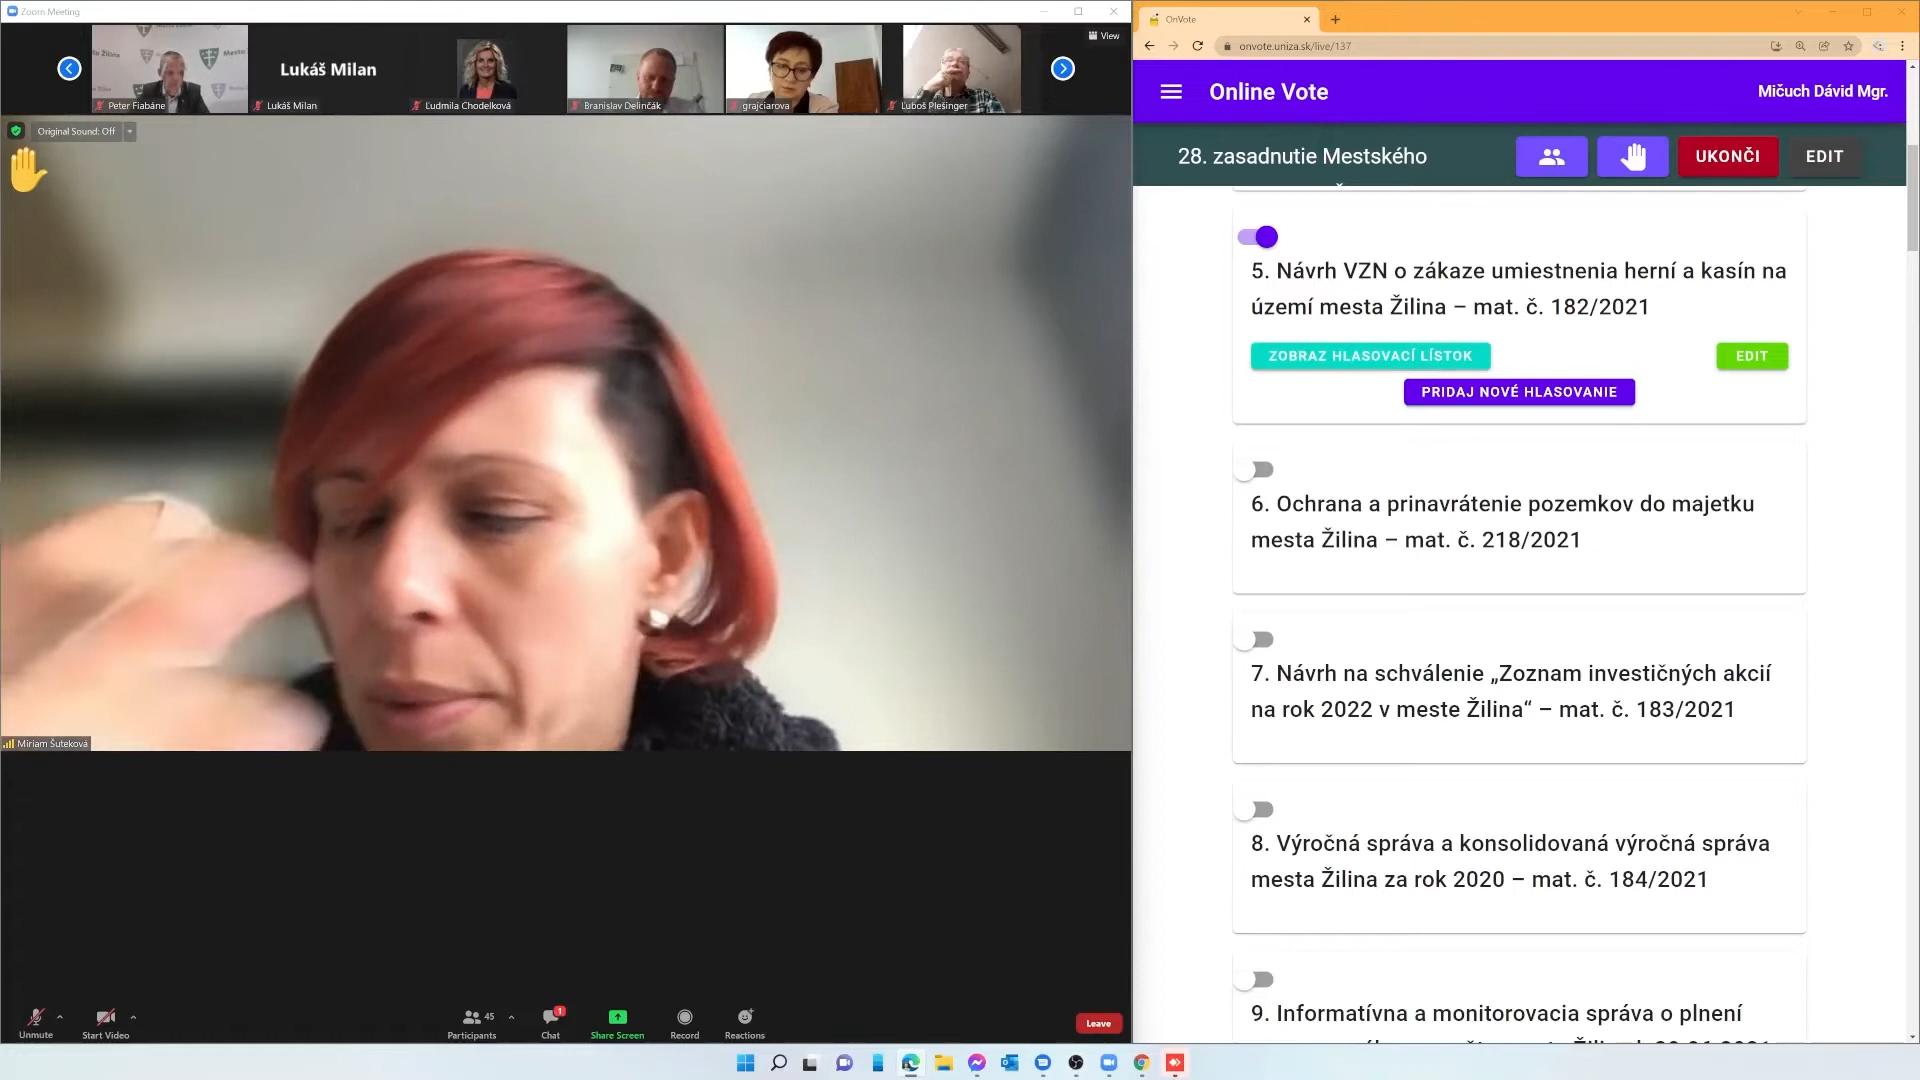 Zoom Meeting
View
Mesto
Žilina
Peter Fiabáne
Lukáš Milan
Lukáš Milan
Ľudmila Chodelková
Branislav Delinčák
grajciarova
Ľuboš Plešinger
Original Sound: Off
Miriam Šuteková
Unmute
Start Video
45
Participants
1
Chat
Share Screen
Record
Reactions
Leave
OnVote
onvote.uniza.sk/live/137
Online Vote
Mičuch Dávid Mgr.
28. zasadnutie Mestského
UKONČI
EDIT
5. Návrh VZN o zákaze umiestnenia herní a kasín na
území mesta Žilina – mat. č. 182/2021
ZOBRAZ HLASOVACÍ LÍSTOK
EDIT
PRIDAJ NOVÉ HLASOVANIE
6. Ochrana a prinavrátenie pozemkov do majetku
mesta Žilina – mat. č. 218/2021
7. Návrh na schválenie „Zoznam investičných akcií
na rok 2022 v meste Žilina“ – mat. č. 183/2021
8. Výročná správa a konsolidovaná výročná správa
mesta Žilina za rok 2020 – mat. č. 184/2021
9. Informatívna a monitorovacia správa o plnení